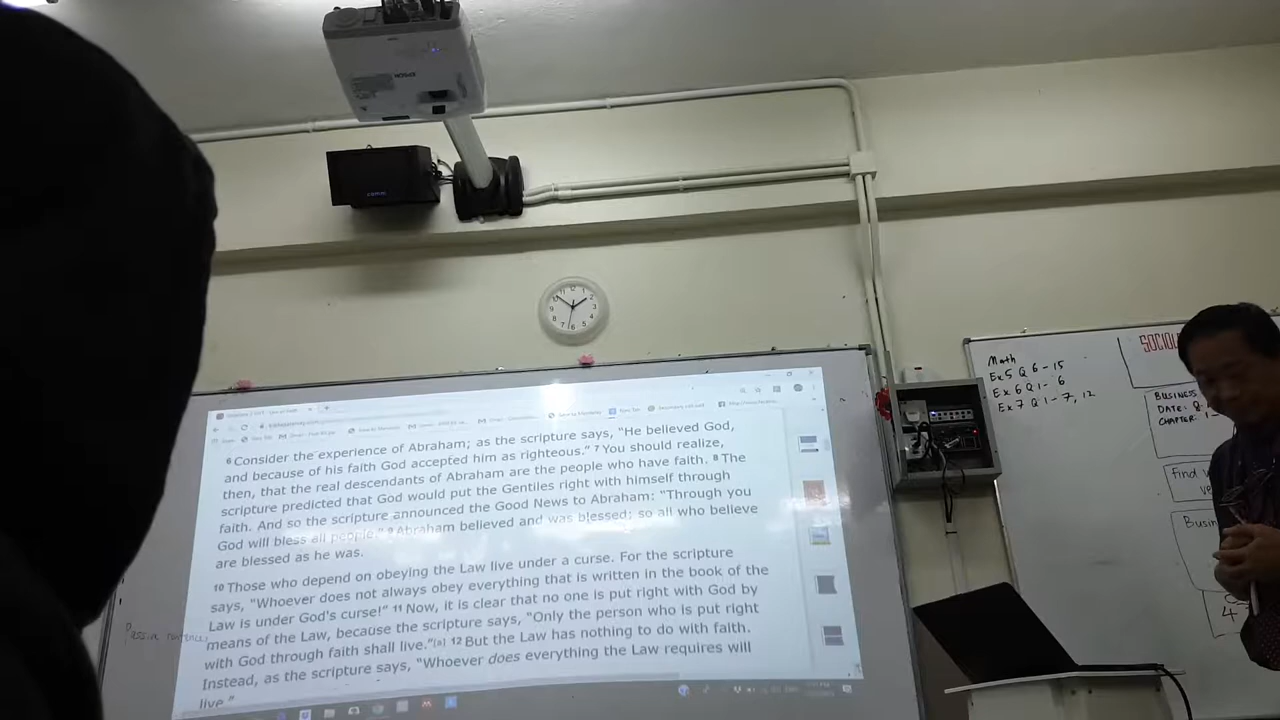 EPSON
6 Consider the experience of Abraham; as the scripture says, “He believed God,
and because of his faith God accepted him as righteous.” 7 You should realize,
then, that the real descendants of Abraham are the people who have faith. 8 The
scripture predicted that God would put the Gentiles right with himself through
faith. And so the scripture announced the Good News to Abraham: “Through you
God will bless all people.” 9 Abraham believed and was blessed; so all who believe
are blessed as he was.
10 Those who depend on obeying the Law live under a curse. For the scripture
says, “Whoever does not always obey everything that is written in the book of the
Law is under God's curse!” 11 Now, it is clear that no one is put right with God by
means of the Law, because the scripture says, “Only the person who is put right
with God through faith shall live.”[a] 12 But the Law has nothing to do with faith.
Instead, as the scripture says, “Whoever does everything the Law requires will
live.”
Passive sentences
Math
Ex 5 Q 6 - 15
Ex 6 Q 1 - 6
Ex 7 Q 1 - 7, 12
BUSINESS
DATE:
CHAPTER:
Find